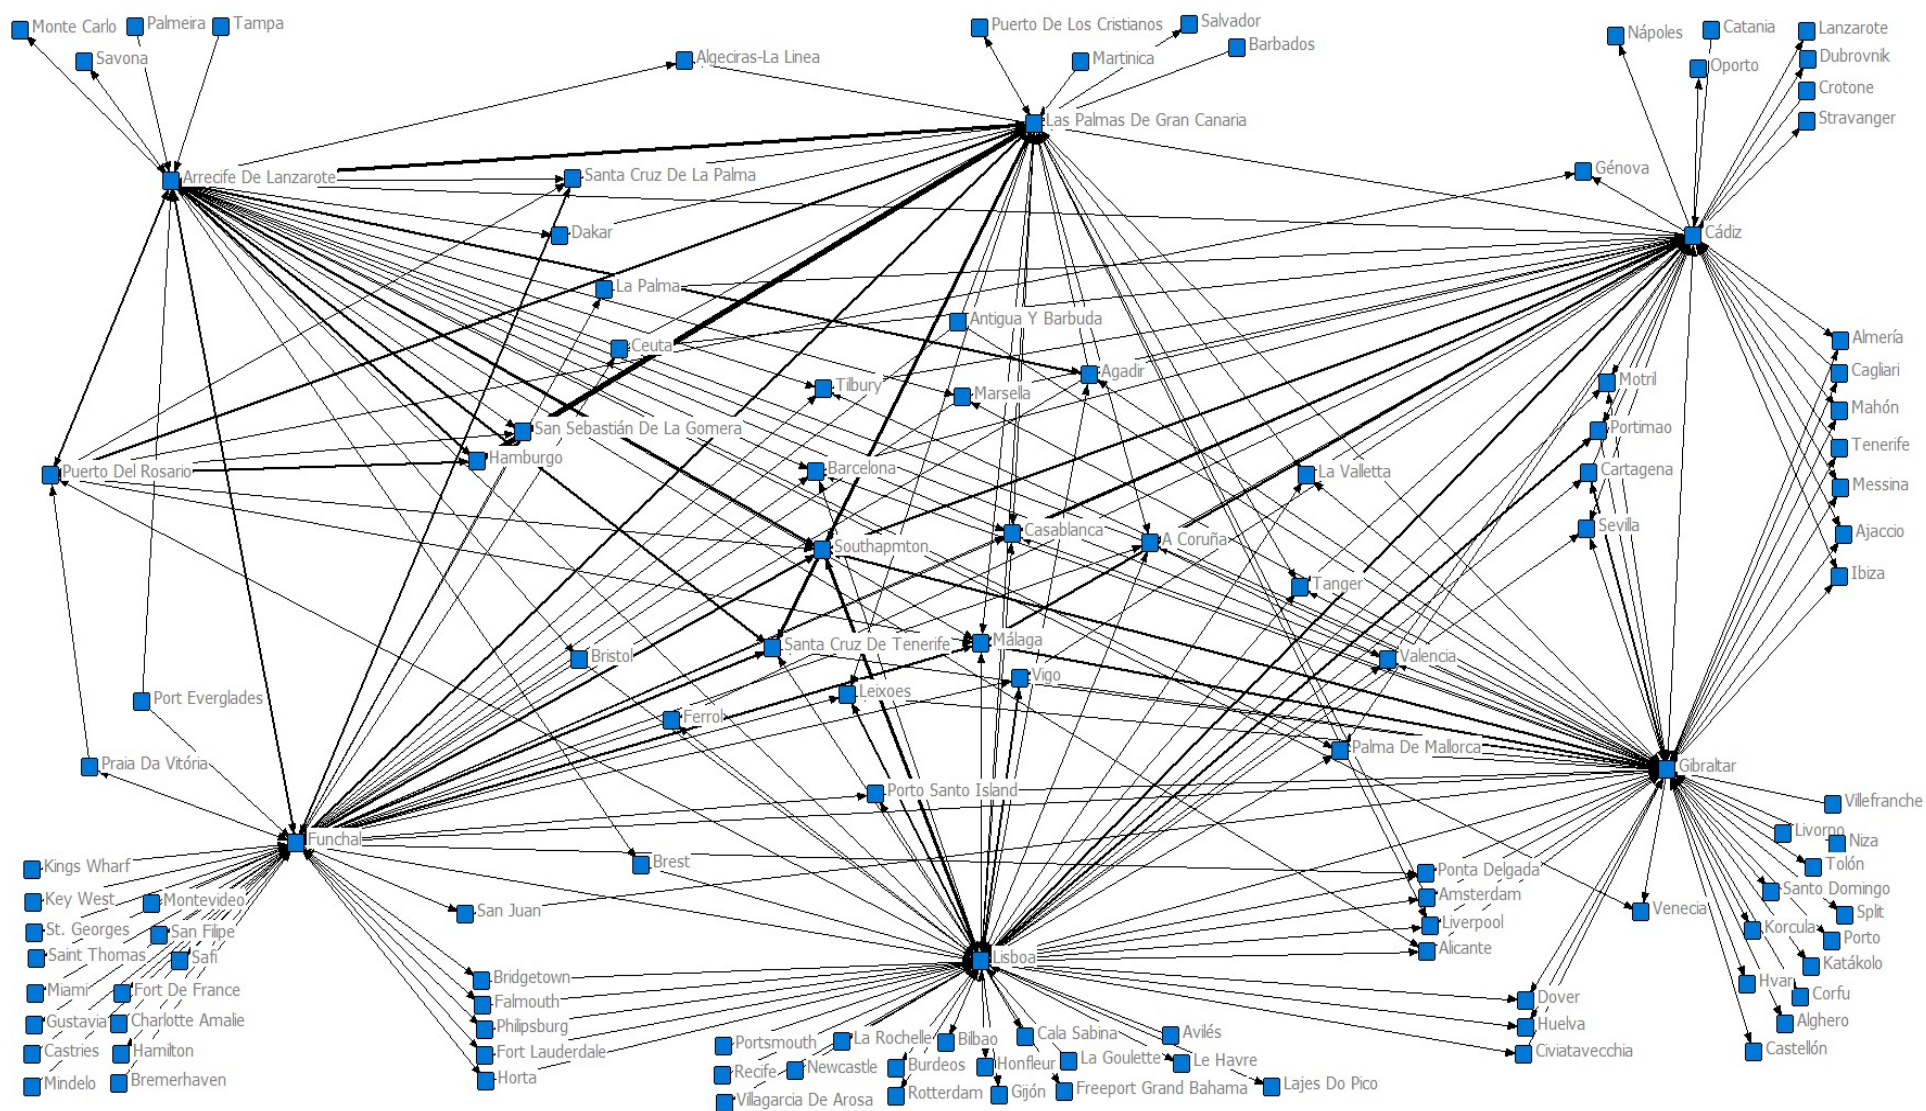 Monte Carlo
Palmeira
Tampa
Puerto De Los Cristianos
Salvador
Nápoles
Catania
Lanzarote
Savona
Algeciras-La Linea
Martinica
Barbados
Oporto
Dubrovnik
Crotone
Las Palmas De Gran Canaria
Stravanger
Arrecife De Lanzarote
Santa Cruz De La Palma
Génova
Dakar
Cádiz
La Palma
Antigua Y Barbuda
Ceuta
Almería
Tilbury
Marsella
Agadir
Motril
Cagliari
Mahón
San Sebastián De La Gomera
Portimao
Tenerife
Puerto Del Rosario
Hamburgo
Barcelona
La Valletta
Cartagena
Messina
Southapmton
Casablanca
A Coruña
Sevilla
Ajaccio
Tanger
Ibiza
Bristol
Santa Cruz De Tenerife
Málaga
Valencia
Port Everglades
Leixoes
Vigo
Ferrol
Palma De Mallorca
Praia Da Vitória
Gibraltar
Porto Santo Island
Villefranche
Funchal
Livorno
Niza
Kings Wharf
Brest
Ponta Delgada
Tolón
Key West
Montevideo
San Juan
Amsterdam
Venecia
Santo Domingo
Split
St. Georges
San Filipe
Liverpool
Korcula
Porto
Saint Thomas
Safi
Lisboa
Alicante
Katákolo
Miami
Fort De France
Bridgetown
Hvar
Corfu
Gustavia
Charlotte Amalie
Falmouth
Dover
Alghero
Philipsburg
Huelva
Castries
Hamilton
Fort Lauderdale
Civiatavecchia
Castellón
Mindelo
Bremerhaven
Horta
Portsmouth
La Rochelle
Bilbao
Cala Sabina
Avilés
Recife
Newcastle
Burdeos
Honfleur
La Goulette
Le Havre
Villagarcia De Arosa
Rotterdam
Gijón
Freeport Grand Bahama
Lajes Do Pico